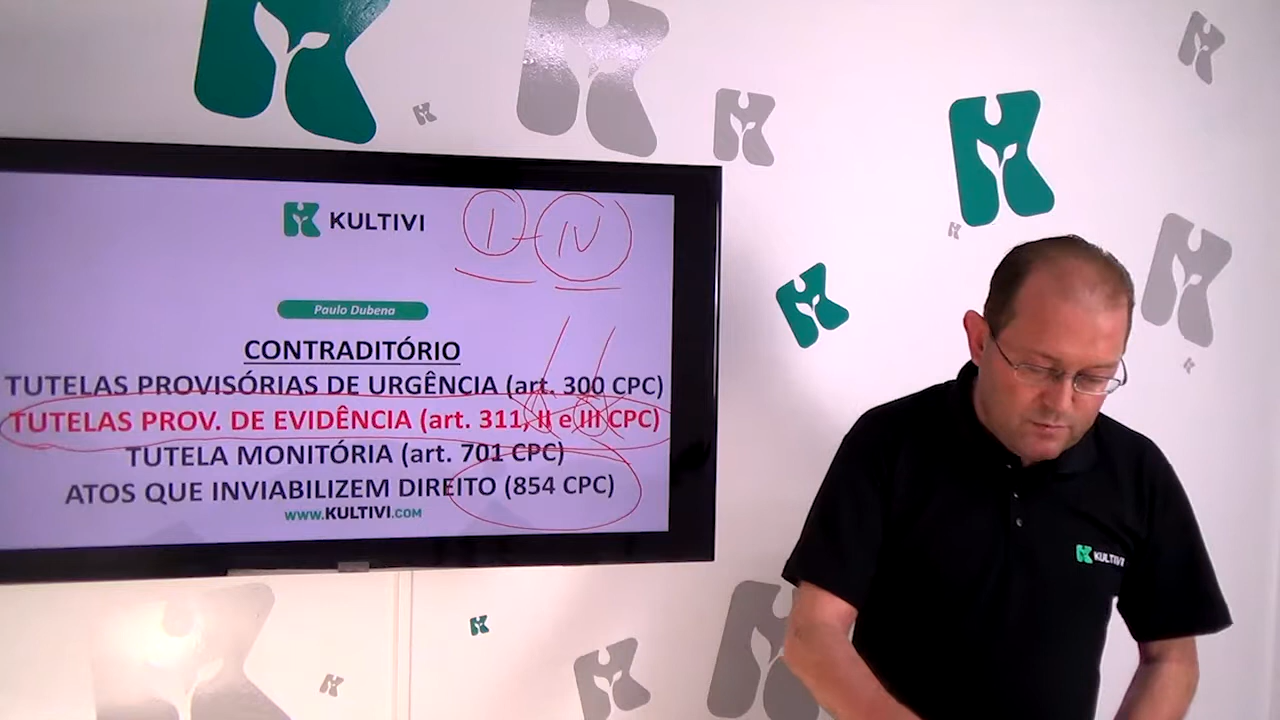 KULTIVI
I - IV
Paulo Dubena
CONTRADITÓRIO
TUTELAS PROVISÓRIAS DE URGÊNCIA (art. 300 CPC)
TUTELAS PROV. DE EVIDÊNCIA (art. 311, II e III CPC)
TUTELA MONITÓRIA (art. 701 CPC)
ATOS QUE INVIABILIZEM DIREITO (854 CPC)
WWW.KULTIVI.COM
KULTIVI